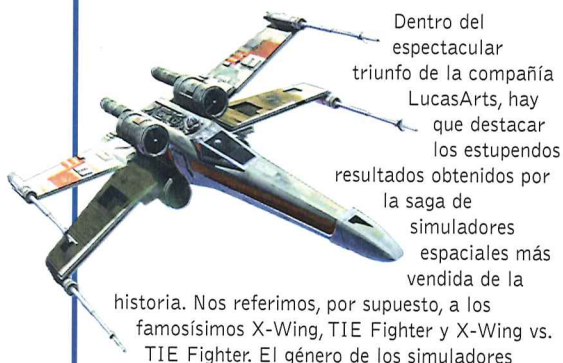 Dentro del
espectacular
triunfo de la compañía
LucasArts, hay
que destacar
los estupendos
resultados obtenidos por
la saga de
simuladores
espaciales más
vendida de la
historia. Nos referimos, por supuesto, a los
famosísimos X-Wing, TIE Fighter y X-Wing vs.
TIE Fighter. El género de los simuladores